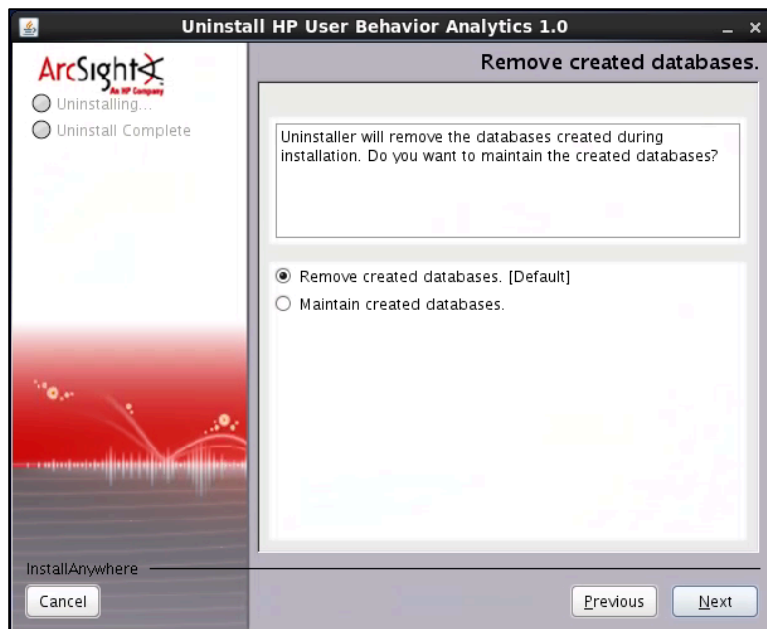 Uninstall HP User Behavior Analytics 1.0
ArcSight
An HP Company
Uninstalling...
Uninstall Complete
Remove created databases.
Uninstaller will remove the databases created during
installation. Do you want to maintain the created databases?
Remove created databases. [Default]
Maintain created databases.
InstallAnywhere
Cancel
Previous
Next